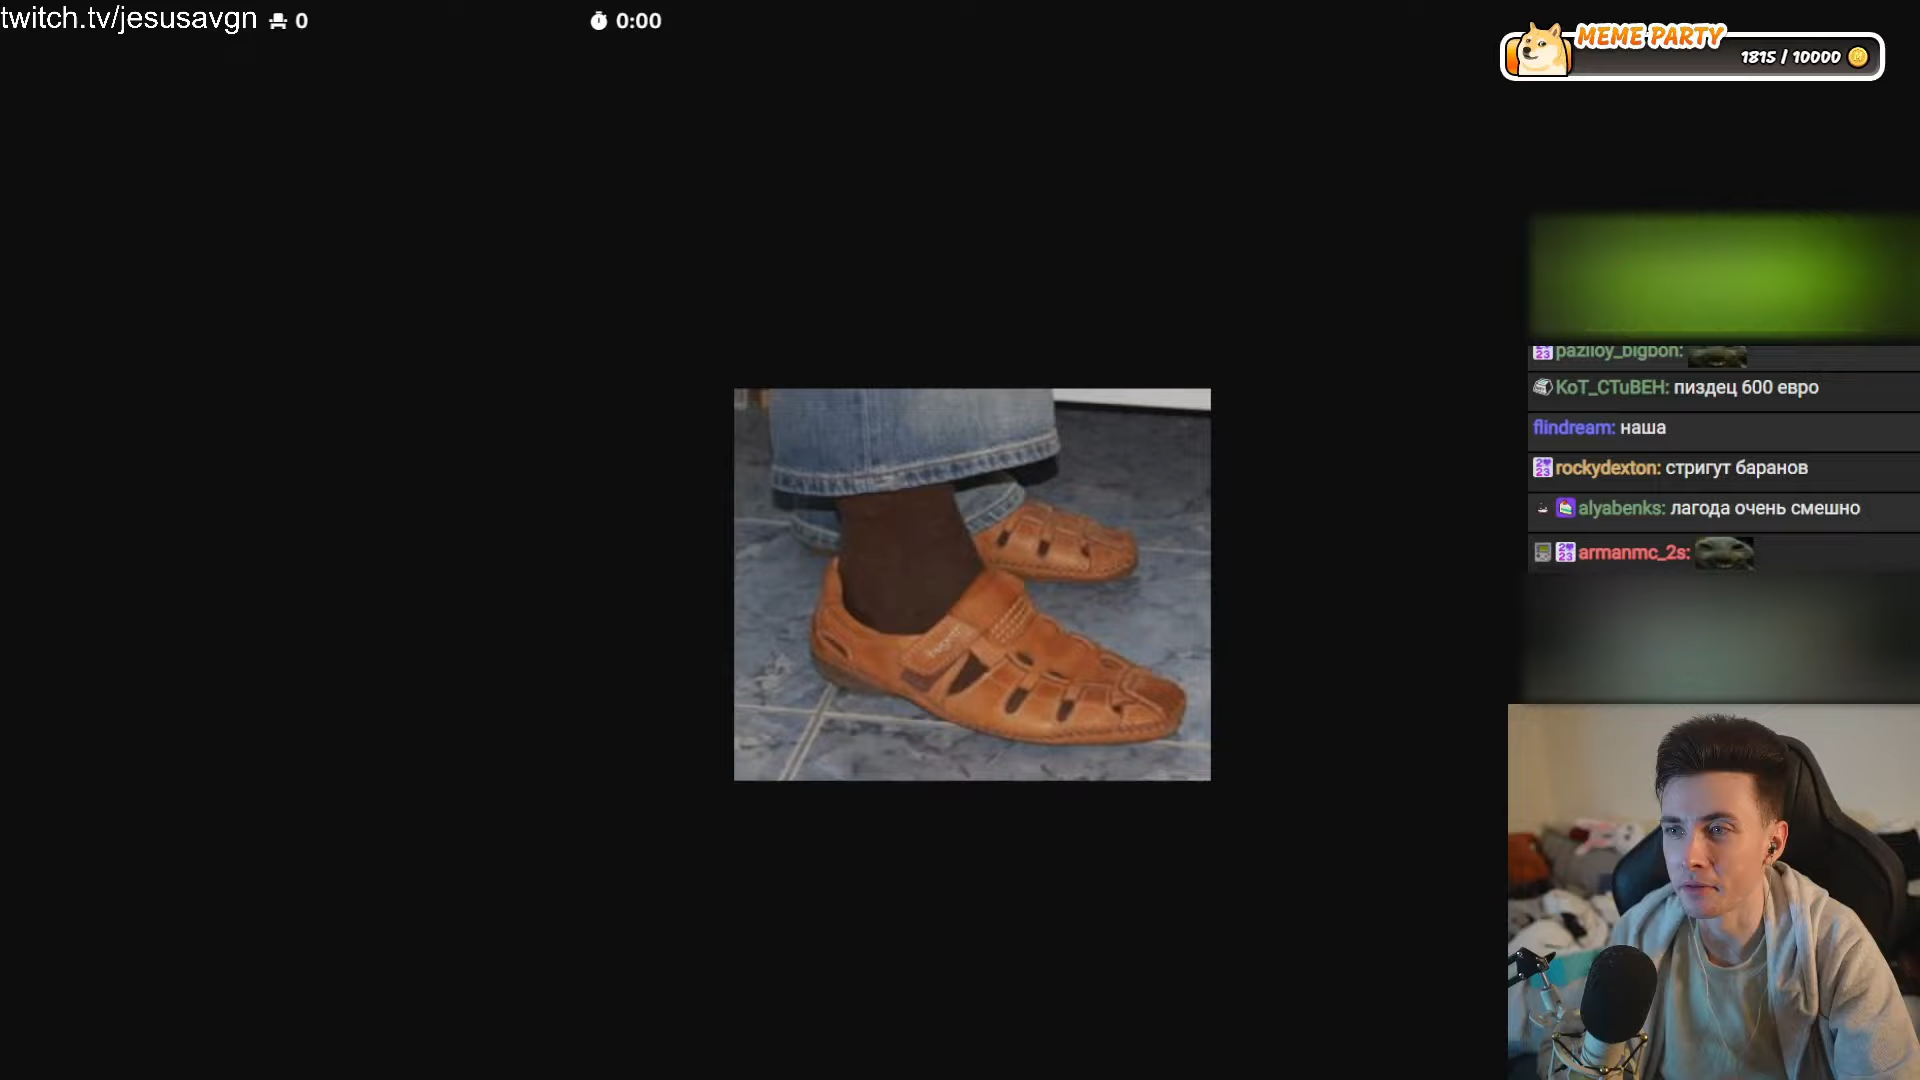 twitch.tv/jesusavgn 0
0:00
MEME PARTY
1815 / 10000
paziloy_bigbon:
KoT_CTuBEH: пиздец 600 евро
flindream: наша
rockydexton: стригут баранов
alyabenks: лагода очень смешно
armanmc_2s: